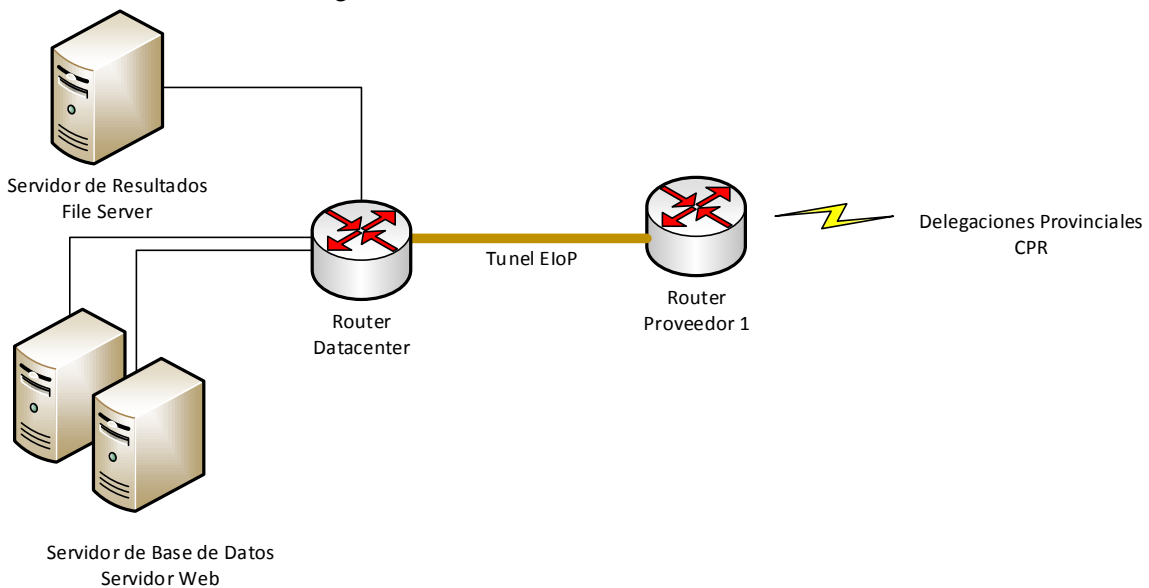 Servidor de Resultados
File Server
Tunel EIoP
Router
Datacenter
Router
Proveedor 1
Delegaciones Provinciales
CPR
Servidor de Base de Datos
Servidor Web